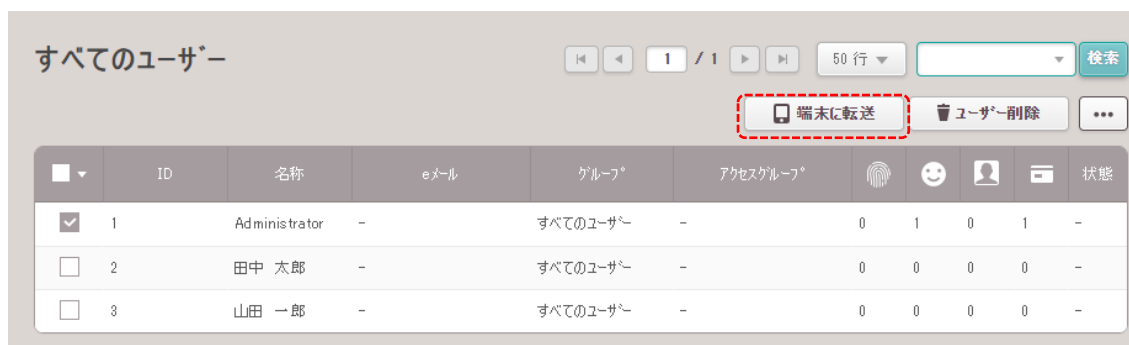 すべてのユーザー 1 / 1 50 行 検索
端末に転送 ユーザー削除 •••
ID 名称 eメール グループ アクセスグループ 状態
1 Administrator - すべてのユーザー - 0 1 0 1 -
2 田中 太郎 - すべてのユーザー - 0 0 0 0 -
3 山田 一郎 - すべてのユーザー - 0 0 0 0 -